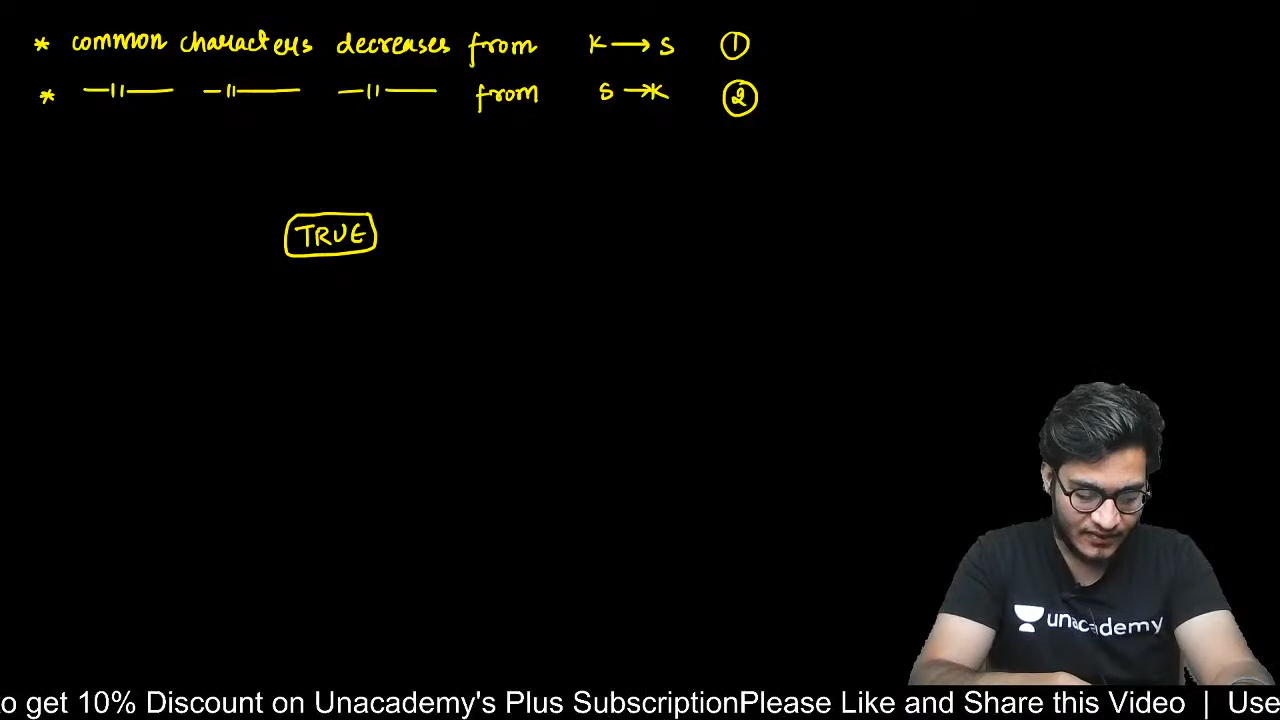 * common characters decreases from K → S ①
* —||— —||— —||— from S → K ②
TRUE
unacademy
o get 10% Discount on Unacademy's Plus SubscriptionPlease Like and Share this Video | Use